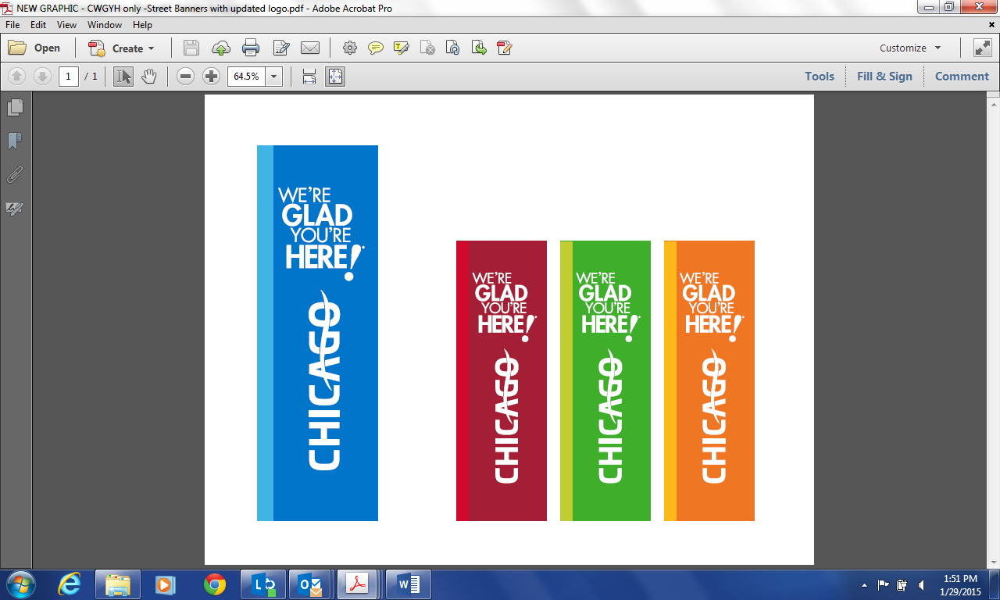 NEW GRAPHIC - CWGYH only -Street Banners with updated logo.pdf - Adobe Acrobat Pro
File Edit View Window Help
Open Create Customize
1 / 1 64.5% Tools Fill & Sign Comment
WE'RE
GLAD
YOU'RE
HERE!
CHICAGO
WE'RE
GLAD
YOU'RE
HERE!
CHICAGO
WE'RE
GLAD
YOU'RE
HERE!
CHICAGO
WE'RE
GLAD
YOU'RE
HERE!
CHICAGO
1:51 PM
1/29/2015